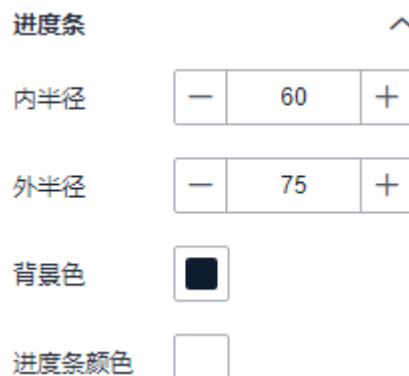 进度条
内半径
— 60 +
外半径
— 75 +
背景色
进度条颜色